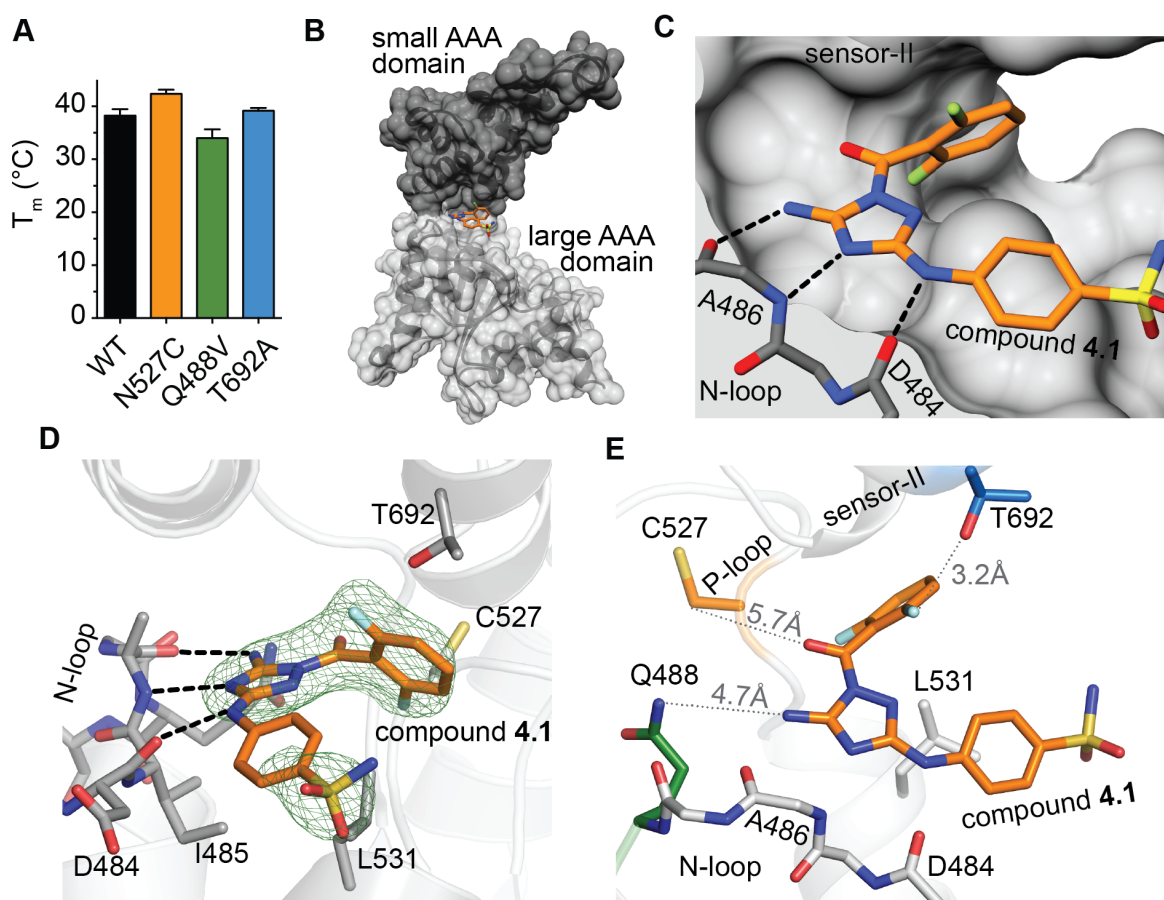 A
Tm (°C)
40
30
20
10
0
WT
N527C
Q488V
T692A
B
small AAA
domain
large AAA
domain
C
sensor-II
A486
N-loop
D484
compound 4.1
D
T692
C527
N-loop
compound 4.1
D484
I485
L531
E
sensor-II
C527
T692
P-loop
3.2Å
5.7Å
Q488
4.7Å
L531
A486
compound 4.1
N-loop
D484